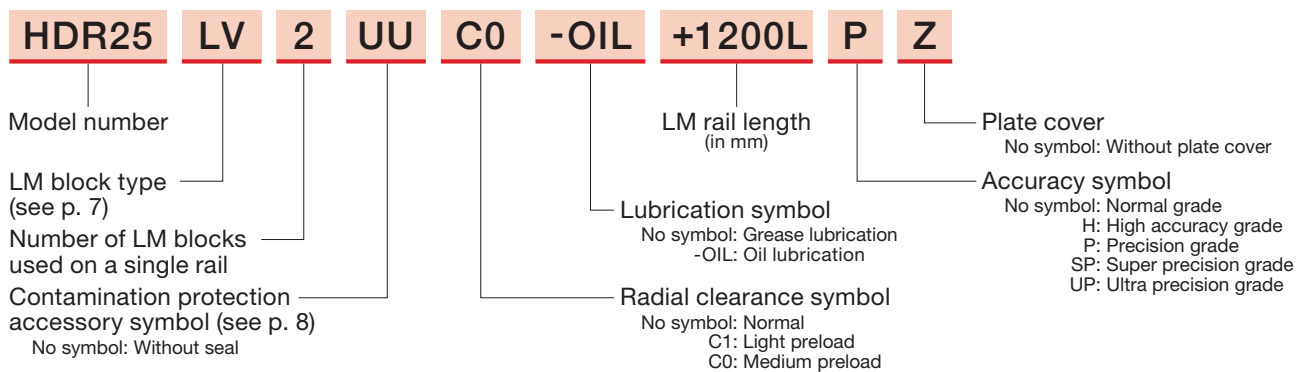 HDR25 LV 2 UU C0 -OIL +1200L P Z
Model number
LM block type
(see p. 7)
Number of LM blocks
used on a single rail
Contamination protection
accessory symbol (see p. 8)
No symbol: Without seal
LM rail length
(in mm)
Lubrication symbol
No symbol: Grease lubrication
-OIL: Oil lubrication
Radial clearance symbol
No symbol: Normal
C1: Light preload
C0: Medium preload
Plate cover
No symbol: Without plate cover
Accuracy symbol
No symbol: Normal grade
H: High accuracy grade
P: Precision grade
SP: Super precision grade
UP: Ultra precision grade